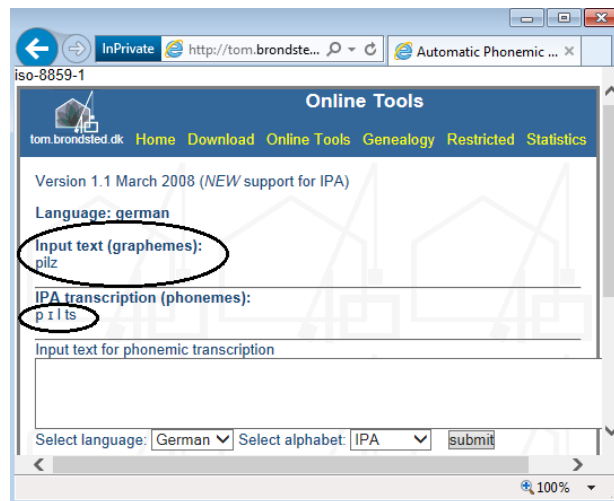 InPrivate http://tom.brondste... Automatic Phonemic ...
iso-8859-1
Online Tools
tom.brondsted.dk Home Download Online Tools Genealogy Restricted Statistics
Version 1.1 March 2008 (NEW support for IPA)
Language: german
Input text (graphemes):
pilz
IPA transcription (phonemes):
p ɪ l ts
Input text for phonemic transcription
Select language: German Select alphabet: IPA submit
100%